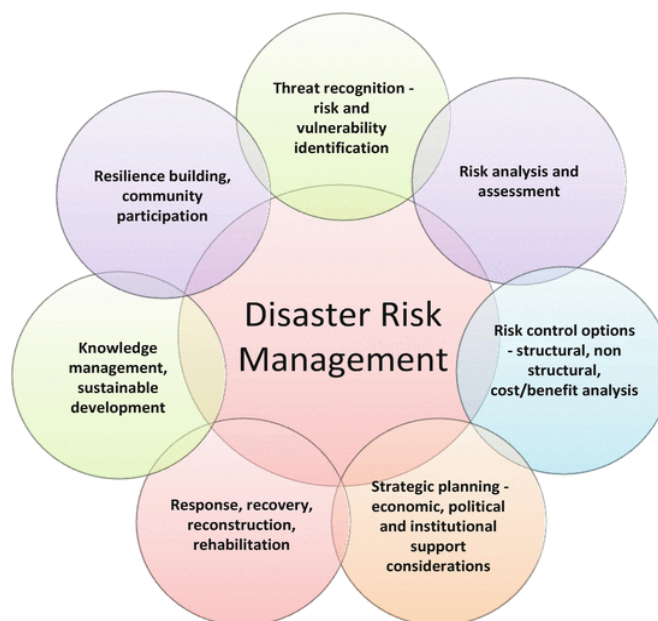 Threat recognition -
risk and
vulnerability
identification
Risk analysis and
assessment
Risk control options
- structural, non
structural,
cost/benefit analysis
Strategic planning -
economic, political
and institutional
support
considerations
Response, recovery,
reconstruction,
rehabilitation
Knowledge
management,
sustainable
development
Resilience building,
community
participation
Disaster Risk
Management